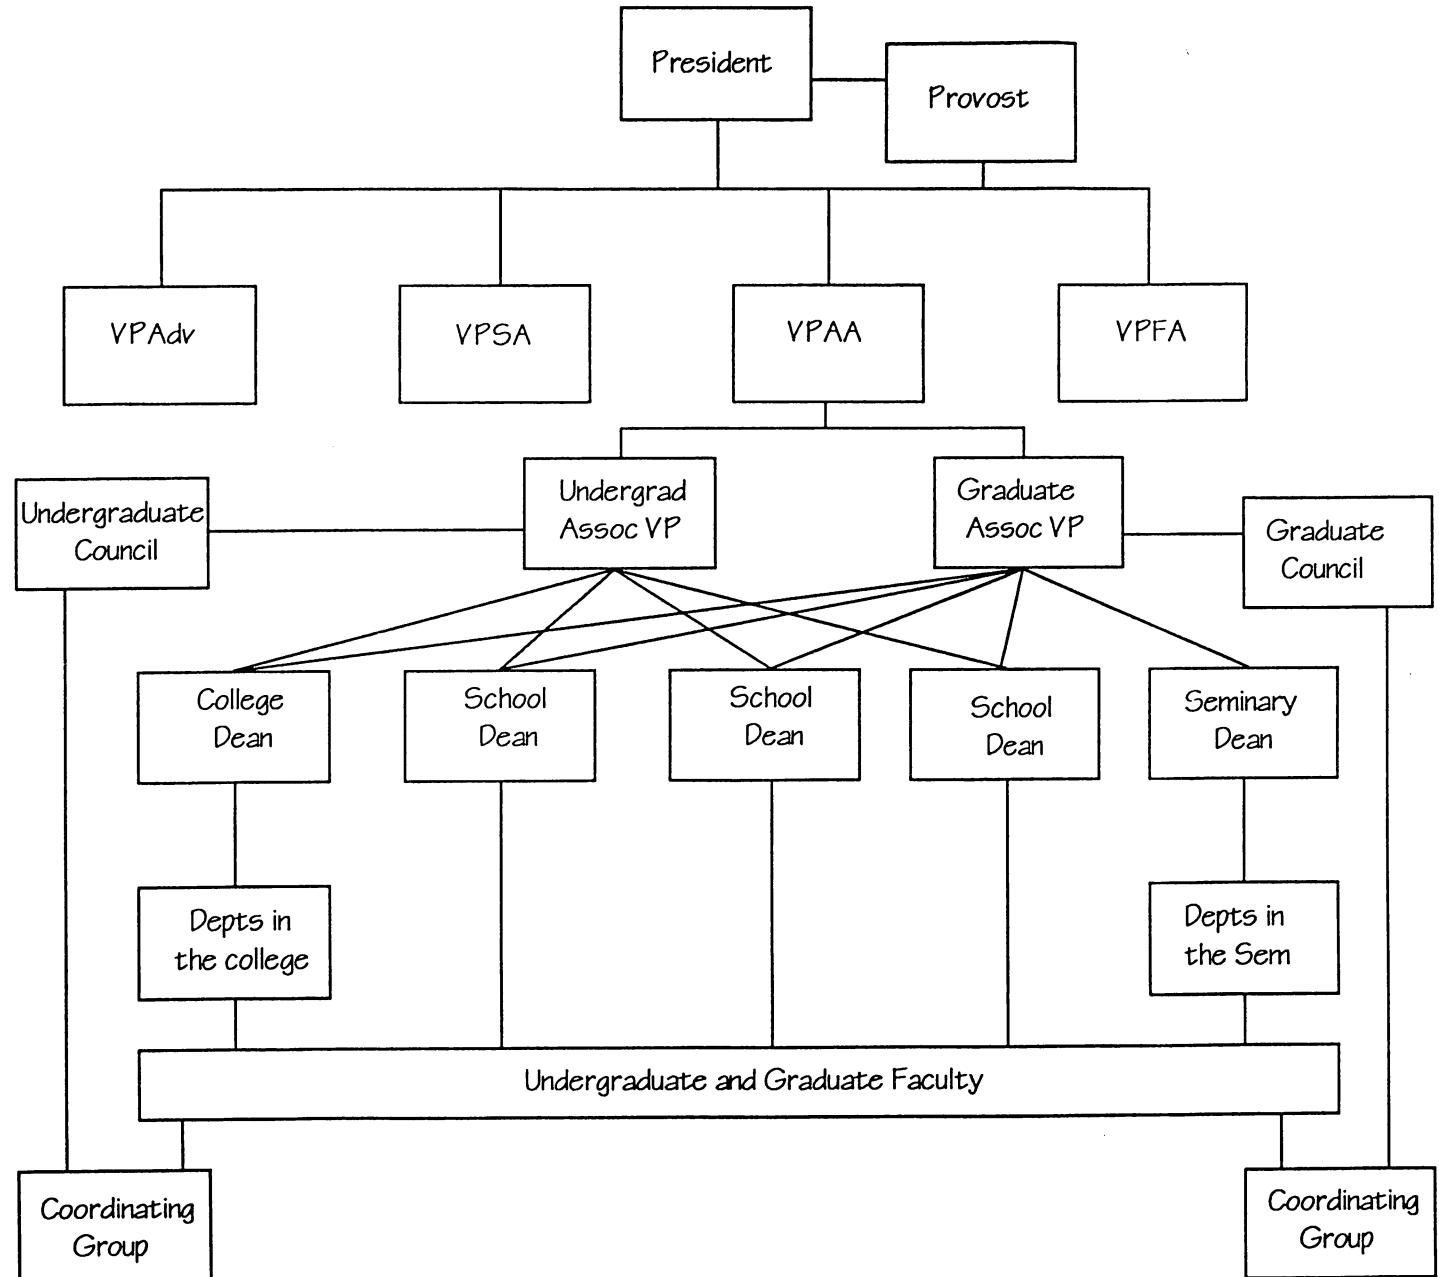 President
Provost
VPAdv
VPSA
VPAA
VPFA
Undergraduate
Council
Undergrad
Assoc VP
Graduate
Assoc VP
Graduate
Council
College
Dean
School
Dean
School
Dean
School
Dean
Seminary
Dean
Depts in
the college
Depts in
the Sem
Undergraduate and Graduate Faculty
Coordinating
Group
Coordinating
Group